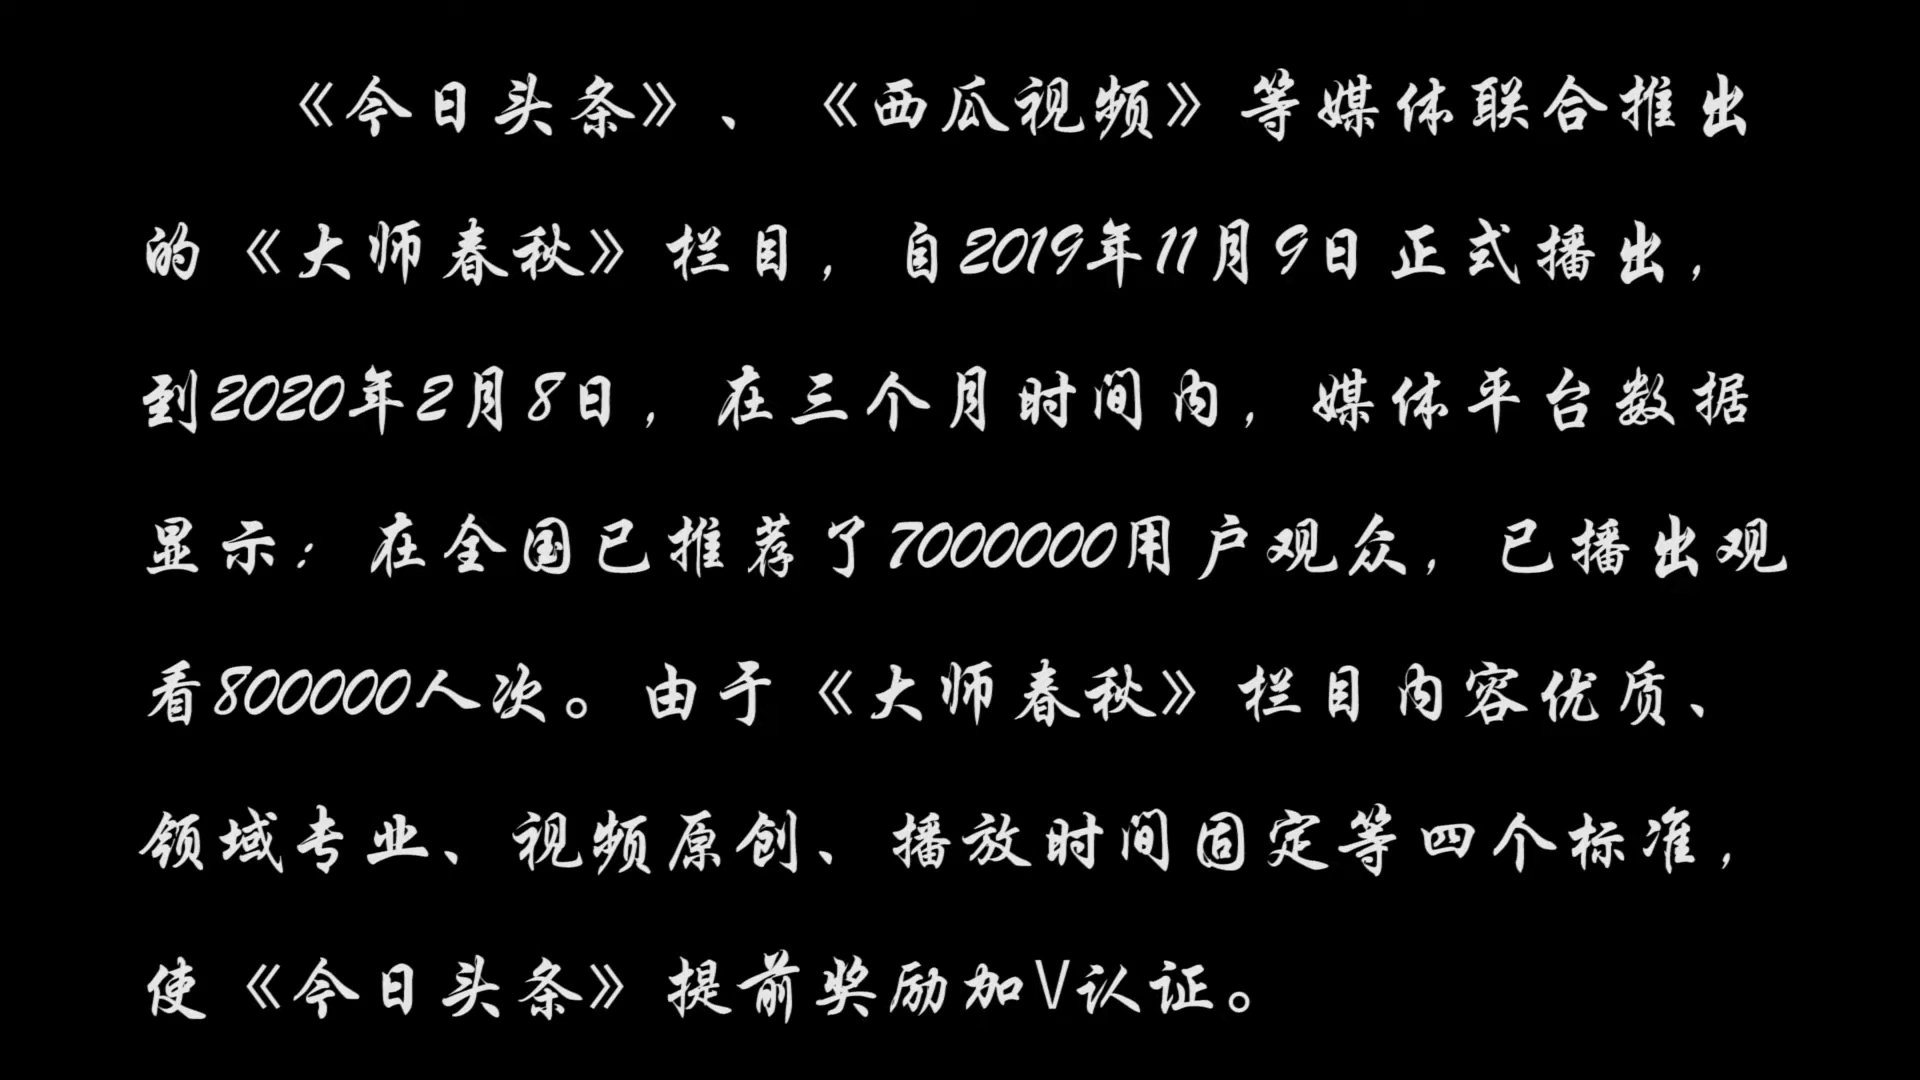 《今日头条》、《西瓜视频》等媒体联合推出
的《大师春秋》栏目，自2019年11月9日正式播出，
到2020年2月8日，在三个月时间内，媒体平台数据
显示：在全国已推荐了7000000用户观众，已播出观
看800000人次。由于《大师春秋》栏目内容优质、
领域专业、视频原创、播放时间固定等四个标准，
使《今日头条》提前奖励加V认证。